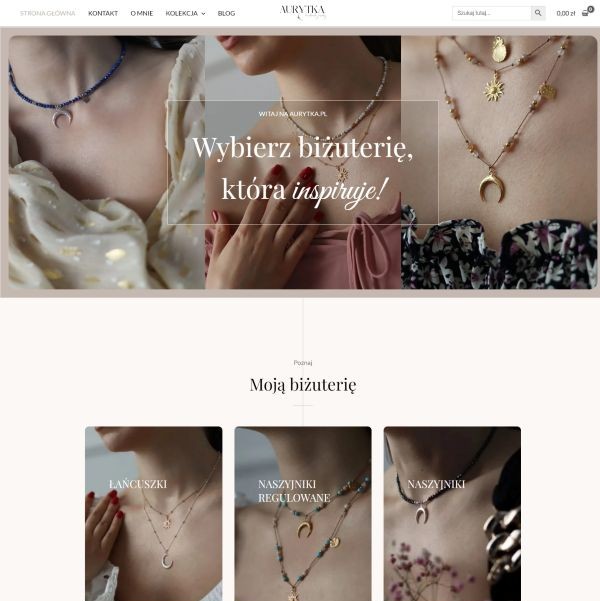 STRONA GŁÓWNA KONTAKT O MNIE KOLEKCJA BLOG
AURYTKA
Szukaj tutaj...
0,00 zł 0
WITAJ NA AURYTKA.PL
Wybierz biżuterię,
która inspiruje!
Poznaj
Moją biżuterię
ŁAŃCUSZKI
NASZYJNIKI
REGULOWANE
NASZYJNIKI